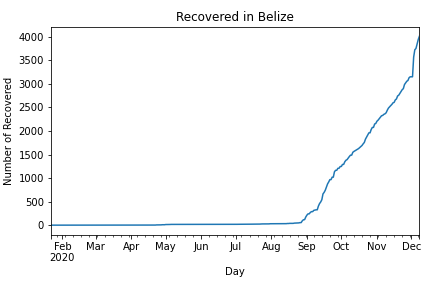 Recovered in Belize
Number of Recovered
4000
3500
3000
2500
2000
1500
1000
500
0
Feb Mar Apr May Jun Jul Aug Sep Oct Nov Dec
2020
Day